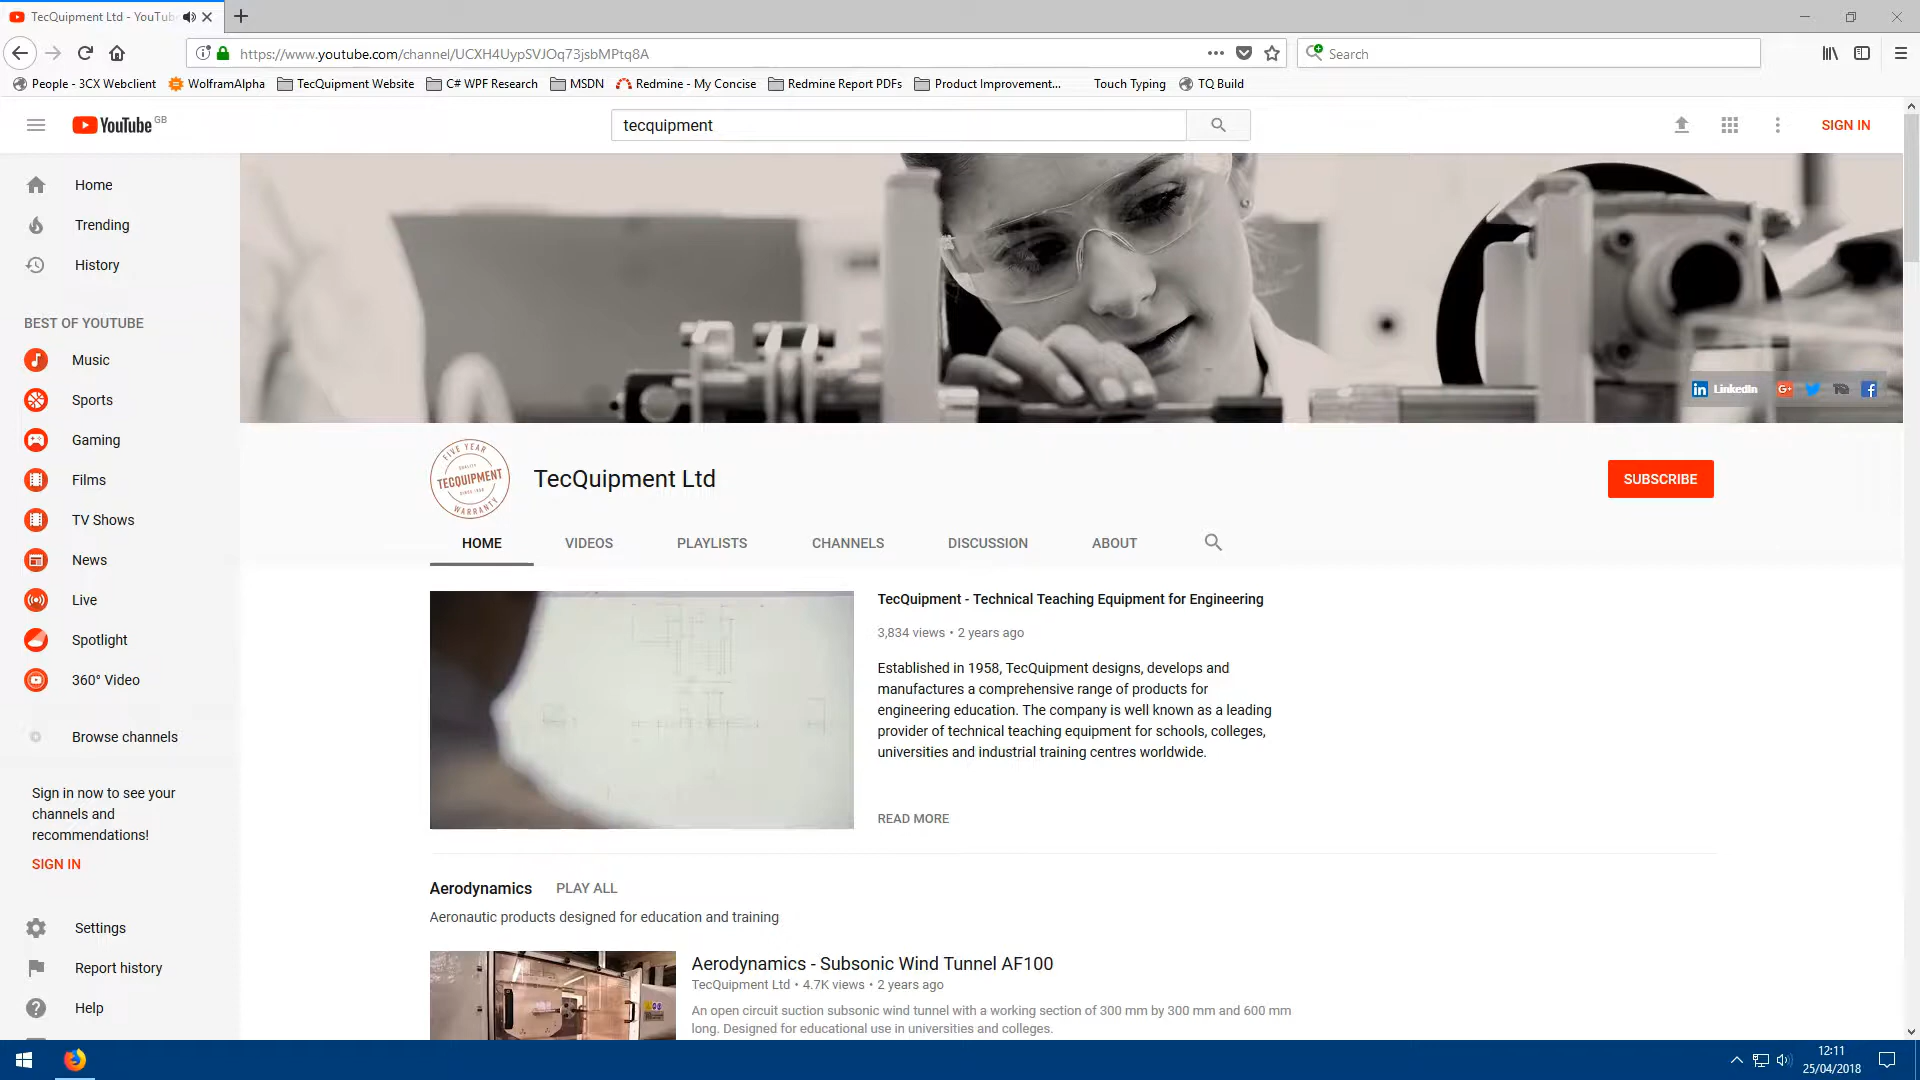 TecQuipment Ltd - YouTub
https://www.youtube.com/channel/UCXH4UypSVJOq73jsbMPtq8A
Search
People - 3CX Webclient
WolframAlpha
TecQuipment Website
C# WPF Research
MSDN
Redmine - My Concise
Redmine Report PDFs
Product Improvement...
Touch Typing
TQ Build
YouTube GB
tecquipment
SIGN IN
Home
Trending
History
BEST OF YOUTUBE
Music
Sports
Gaming
Films
TV Shows
News
Live
Spotlight
360° Video
Browse channels
Sign in now to see your
channels and
recommendations!
SIGN IN
Settings
Report history
Help
in LinkedIn
G+
f
FIVE YEAR
QUALITY
TECQUIPMENT
SINCE 1958
WARRANTY
TecQuipment Ltd
SUBSCRIBE
HOME
VIDEOS
PLAYLISTS
CHANNELS
DISCUSSION
ABOUT
TecQuipment - Technical Teaching Equipment for Engineering
3,834 views • 2 years ago
Established in 1958, TecQuipment designs, develops and
manufactures a comprehensive range of products for
engineering education. The company is well known as a leading
provider of technical teaching equipment for schools, colleges,
universities and industrial training centres worldwide.
READ MORE
Aerodynamics PLAY ALL
Aeronautic products designed for education and training
Aerodynamics - Subsonic Wind Tunnel AF100
TecQuipment Ltd • 4.7K views • 2 years ago
An open circuit suction subsonic wind tunnel with a working section of 300 mm by 300 mm and 600 mm
long. Designed for educational use in universities and colleges.
12:11
25/04/2018